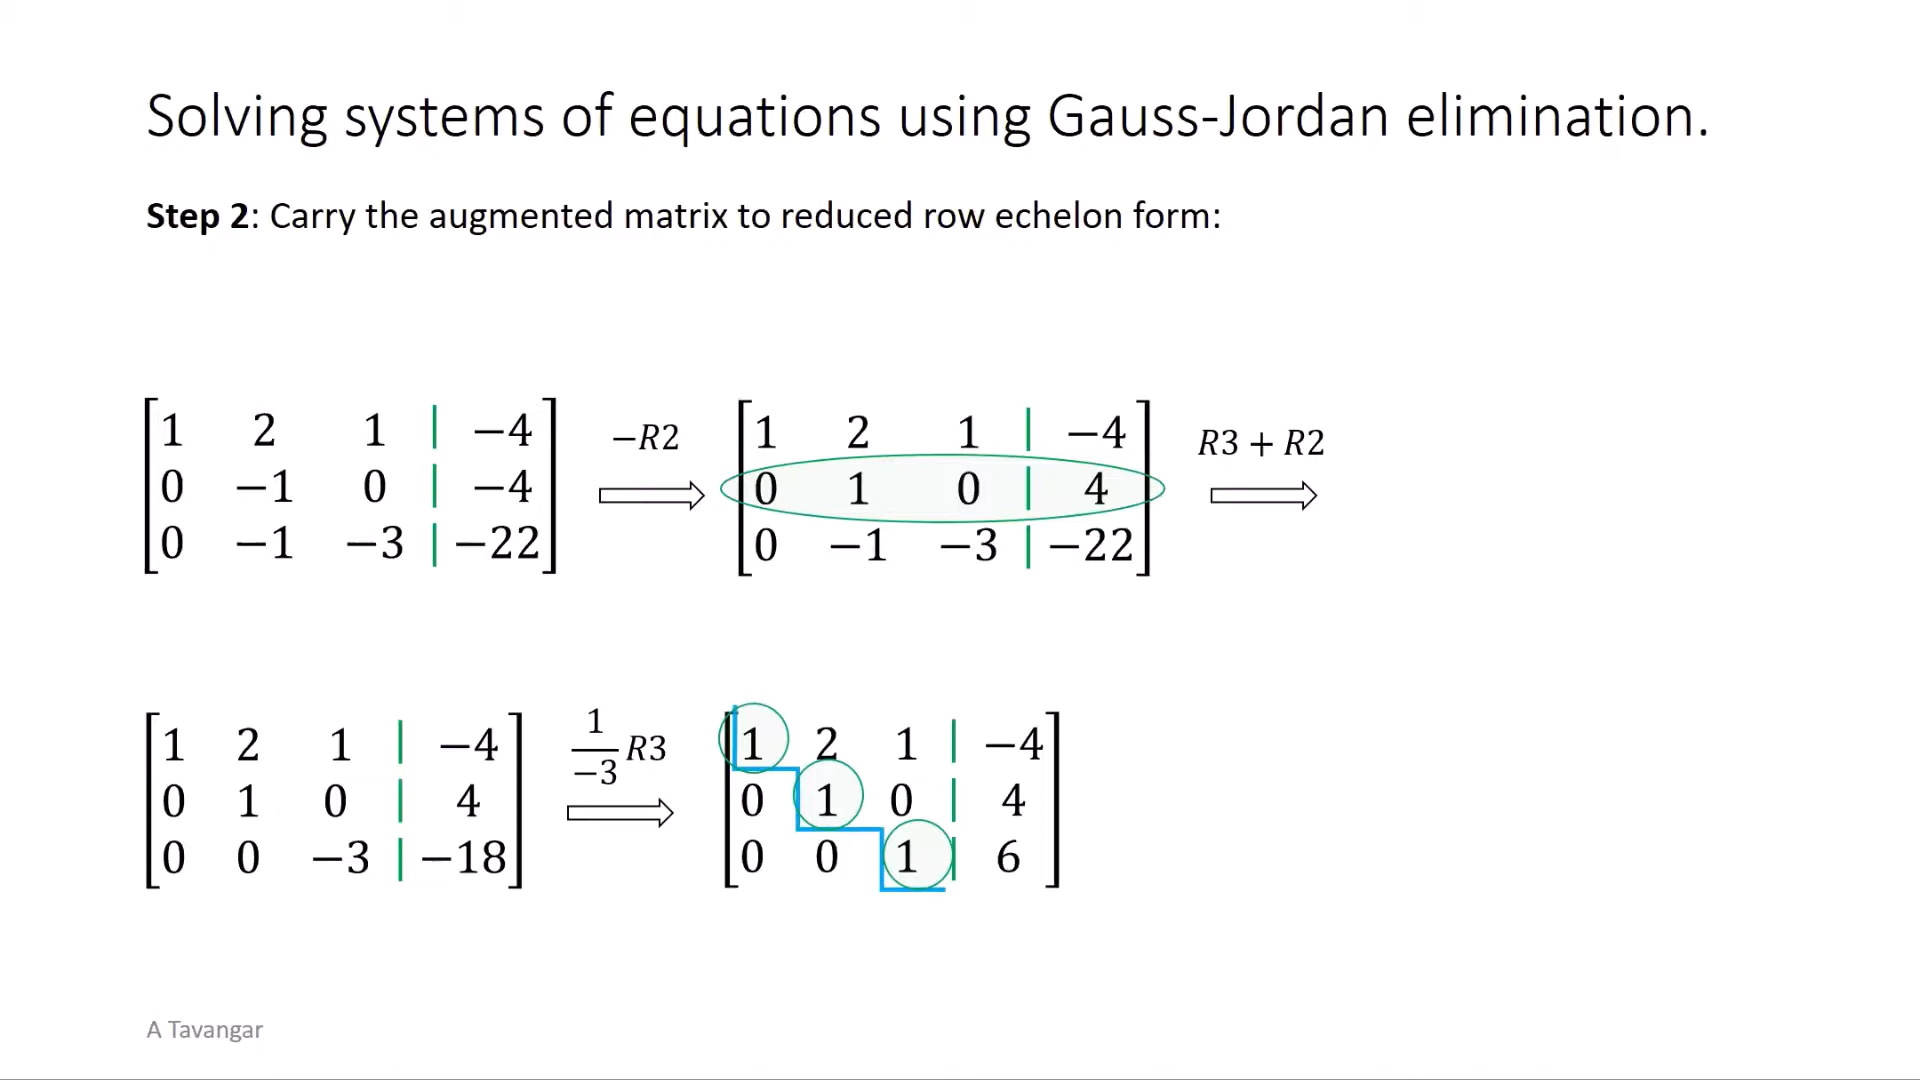 Solving systems of equations using Gauss-Jordan elimination.
Step 2: Carry the augmented matrix to reduced row echelon form:
1 2 1 | −4
0 −1 0 | −4
0 −1 −3 | −22
−R2
1 2 1 | −4
0 1 0 | 4
0 −1 −3 | −22
R3 + R2
1 2 1 | −4
0 1 0 | 4
0 0 −3 | −18
1/−3 R3
1 2 1 | −4
0 1 0 | 4
0 0 1 | 6
A Tavangar